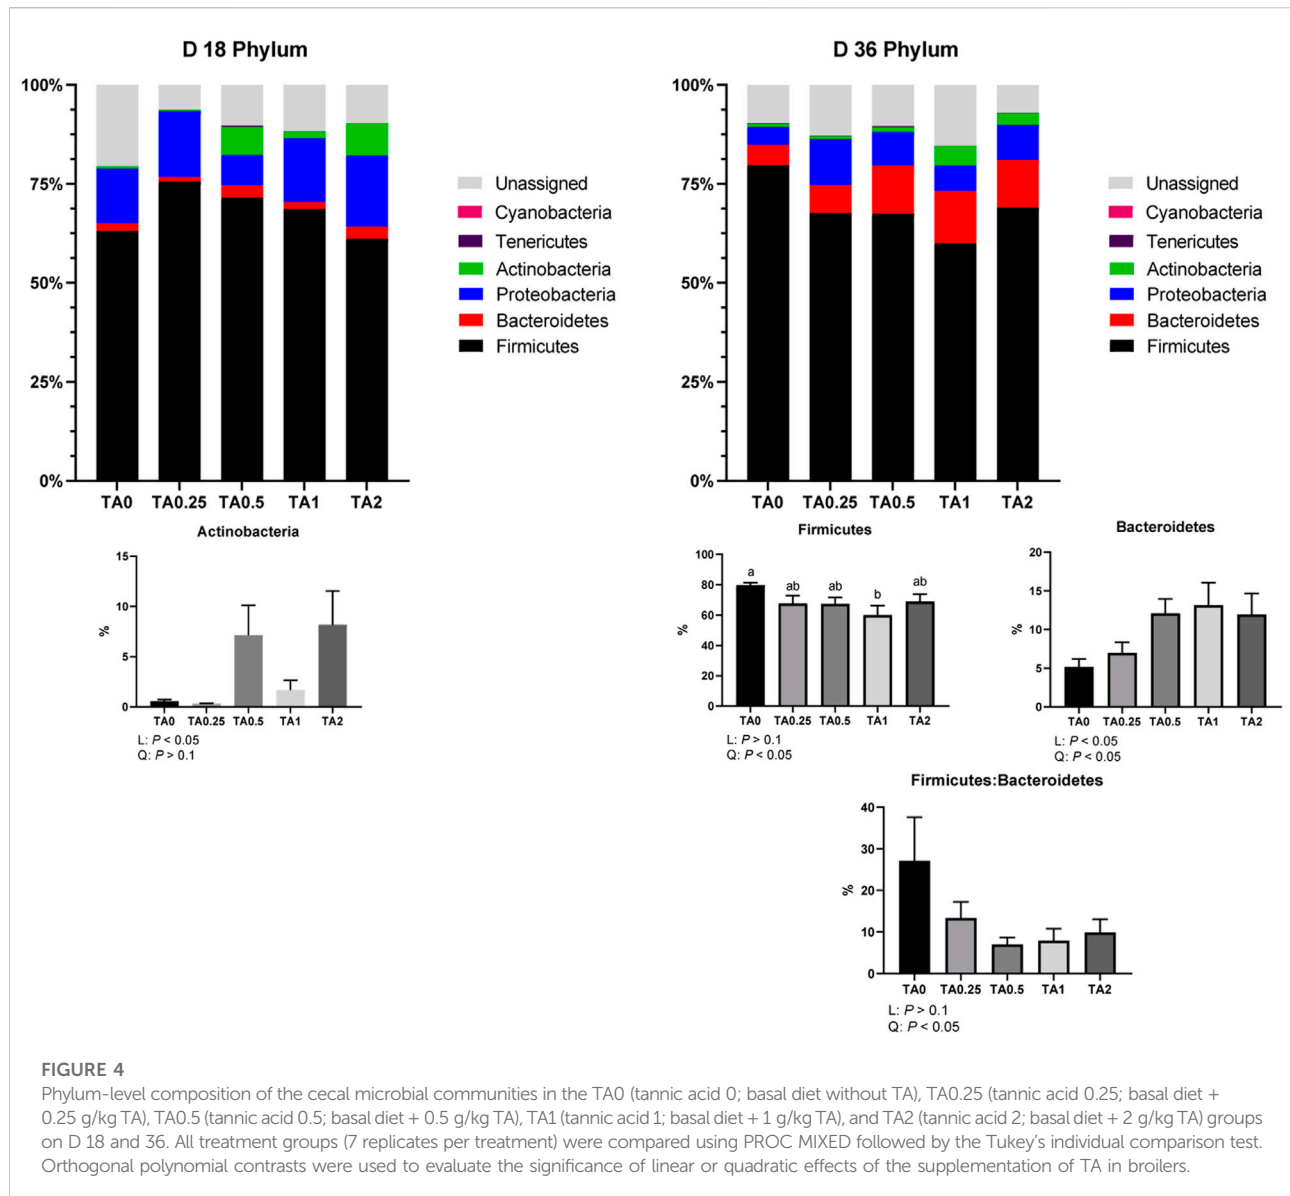 D 18 Phylum
100%
75%
50%
25%
0%
TA0 TA0.25 TA0.5 TA1 TA2
Unassigned
Cyanobacteria
Tenericutes
Actinobacteria
Proteobacteria
Bacteroidetes
Firmicutes
D 36 Phylum
100%
75%
50%
25%
0%
TA0 TA0.25 TA0.5 TA1 TA2
Unassigned
Cyanobacteria
Tenericutes
Actinobacteria
Proteobacteria
Bacteroidetes
Firmicutes
Actinobacteria
%
15
10
5
0
TA0 TA0.25 TA0.5 TA1 TA2
L: P < 0.05
Q: P > 0.1
Firmicutes
%
100
80
60
40
20
0
a ab ab b ab
TA0 TA0.25 TA0.5 TA1 TA2
L: P > 0.1
Q: P < 0.05
Bacteroidetes
%
20
15
10
5
0
TA0 TA0.25 TA0.5 TA1 TA2
L: P < 0.05
Q: P < 0.05
Firmicutes:Bacteroidetes
%
40
30
20
10
0
TA0 TA0.25 TA0.5 TA1 TA2
L: P > 0.1
Q: P < 0.05
FIGURE 4
Phylum-level composition of the cecal microbial communities in the TA0 (tannic acid 0; basal diet without TA), TA0.25 (tannic acid 0.25; basal diet +
0.25 g/kg TA), TA0.5 (tannic acid 0.5; basal diet + 0.5 g/kg TA), TA1 (tannic acid 1; basal diet + 1 g/kg TA), and TA2 (tannic acid 2; basal diet + 2 g/kg TA) groups
on D 18 and 36. All treatment groups (7 replicates per treatment) were compared using PROC MIXED followed by the Tukey's individual comparison test.
Orthogonal polynomial contrasts were used to evaluate the significance of linear or quadratic effects of the supplementation of TA in broilers.